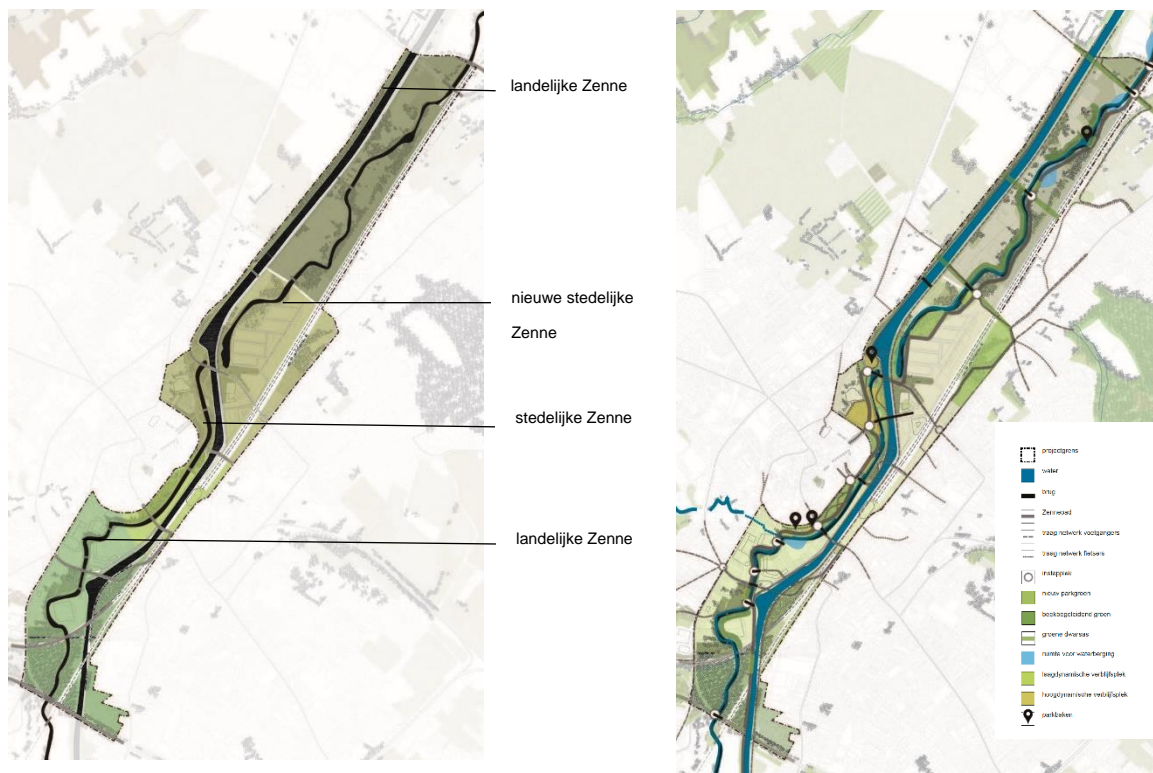 landelijke Zenne
nieuwe stedelijke
Zenne
stedelijke Zenne
landelijke Zenne
projectgrens
water
brug
Zennepad
traag netwerk voetgangers
traag netwerk fietsers
instapplek
nieuw parkgroen
beekbegeleidend groen
groene dwarsas
ruimte voor waterberging
laagdynamische verblijfsplek
hoogdynamische verblijfsplek
parkbaken